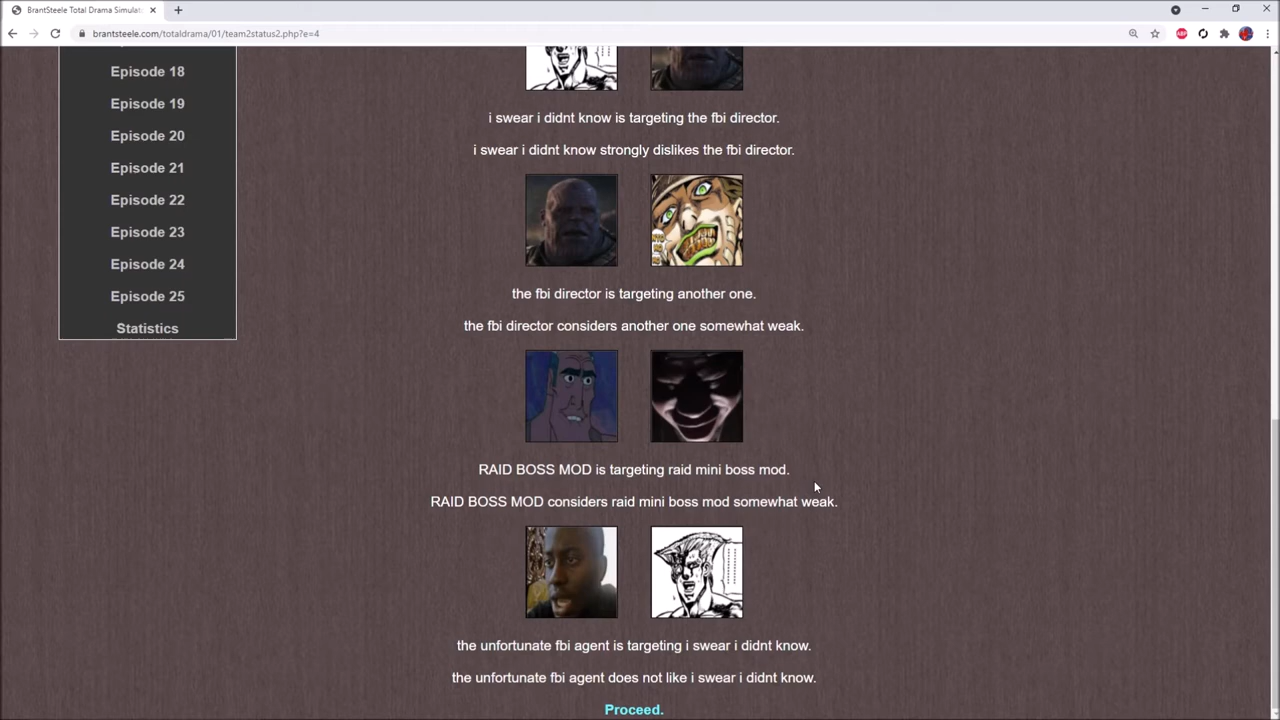 BrantSteele Total Drama Simulat
brantsteele.com/totaldrama/01/team2status2.php?e=4
ABP
Episode 18
Episode 19
Episode 20
Episode 21
Episode 22
Episode 23
Episode 24
Episode 25
Statistics
i swear i didnt know is targeting the fbi director.
i swear i didnt know strongly dislikes the fbi director.
the fbi director is targeting another one.
the fbi director considers another one somewhat weak.
RAID BOSS MOD is targeting raid mini boss mod.
RAID BOSS MOD considers raid mini boss mod somewhat weak.
the unfortunate fbi agent is targeting i swear i didnt know.
the unfortunate fbi agent does not like i swear i didnt know.
Proceed.